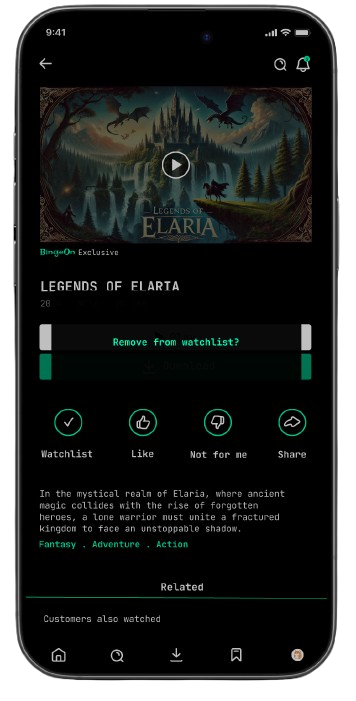 9:41
LEGENDS OF
ELARIA
BingeOn Exclusive
LEGENDS OF ELARIA
Remove from watchlist?
Watchlist Like Not for me Share
In the mystical realm of Elaria, where ancient
magic collides with the rise of forgotten
heroes, a lone warrior must unite a fractured
kingdom to face an unstoppable shadow.
Fantasy . Adventure . Action
Related
Customers also watched